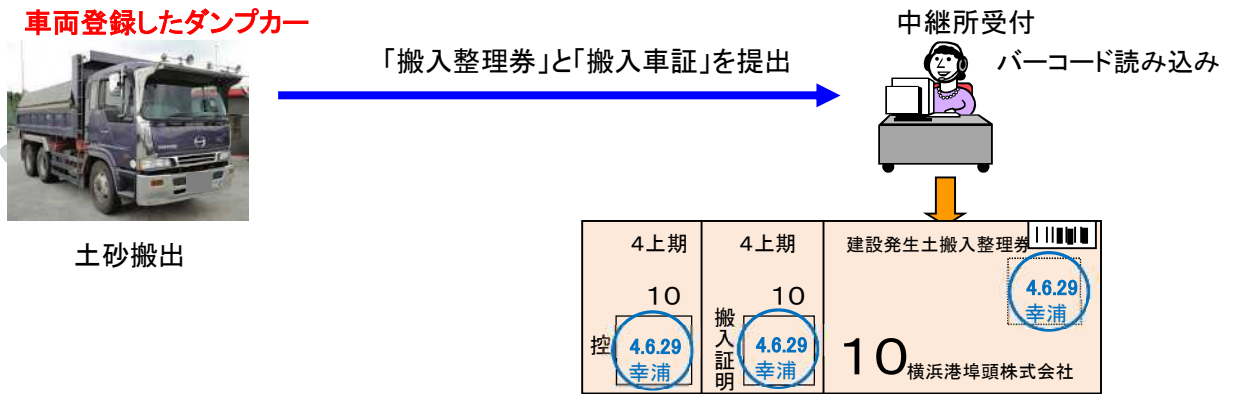 車両登録したダンプカー
土砂搬出
「搬入整理券」と「搬入車証」を提出
中継所受付
バーコード読み込み
4上期
10
控
4.6.29
幸浦
4上期
10
搬入証明
4.6.29
幸浦
建設発生土搬入整理券
4.6.29
幸浦
10
横浜港埠頭株式会社